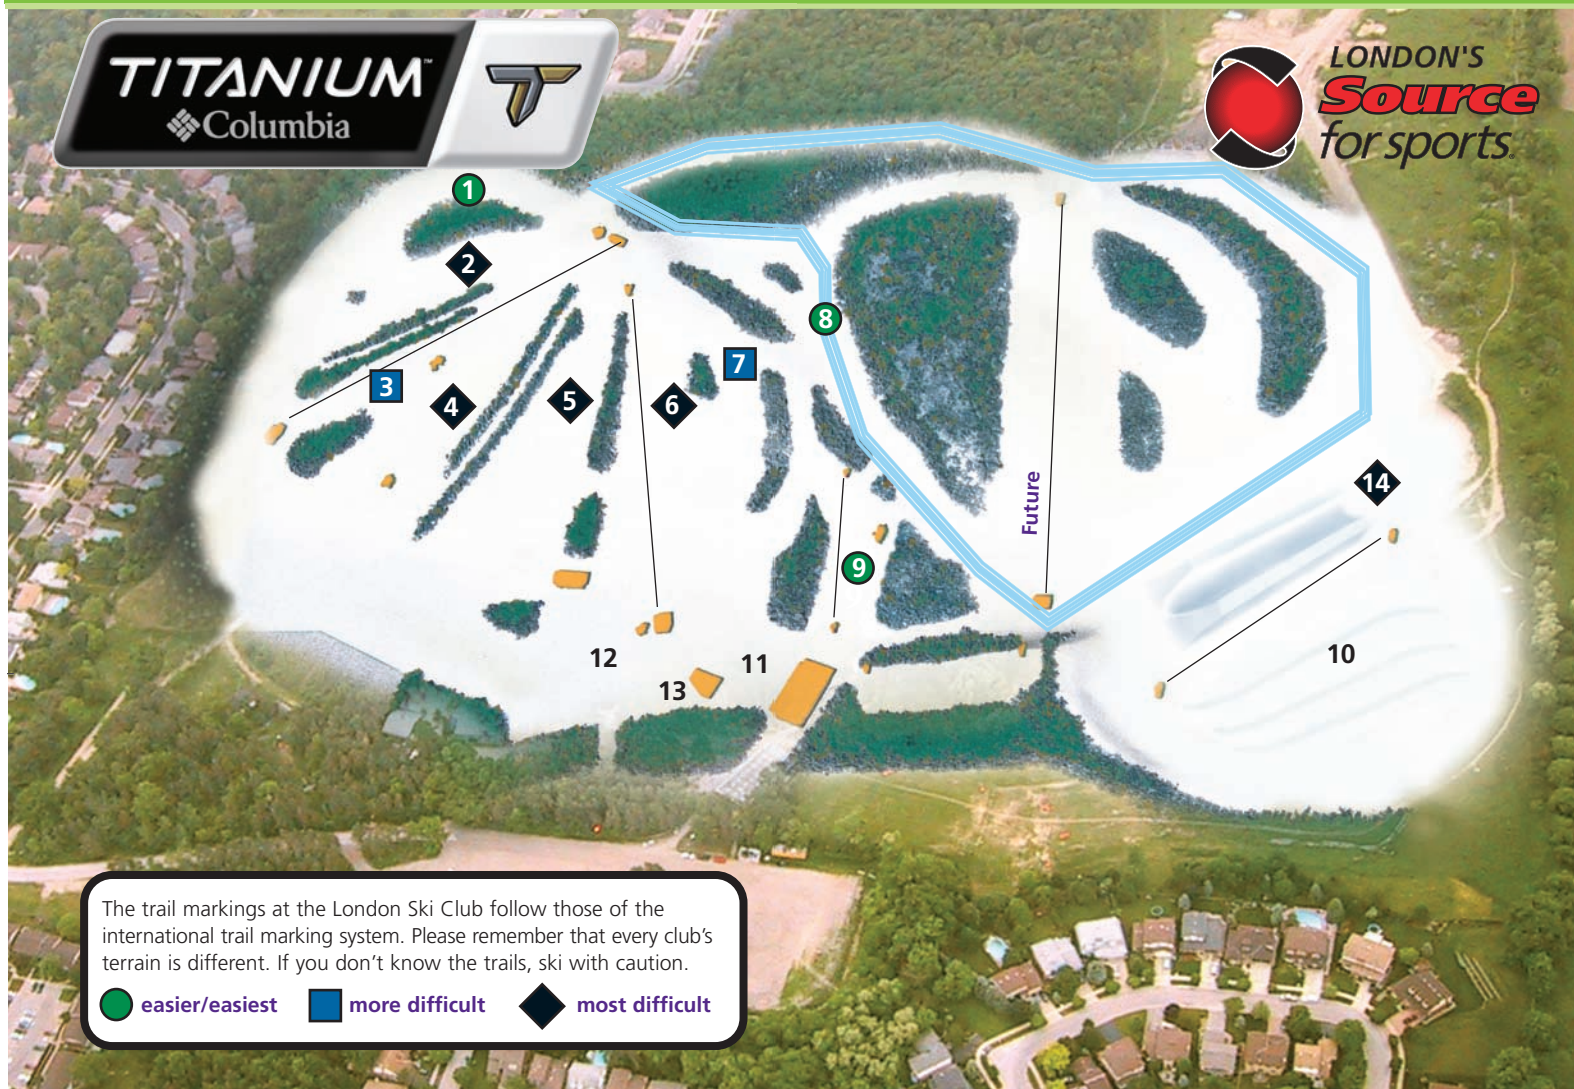 TITANIUM™
Columbia
LONDON'S
Source
for sports.
1
2
3
4
5
6
7
8
9
Future
14
10
11
12
13
The trail markings at the London Ski Club follow those of the
international trail marking system. Please remember that every club's
terrain is different. If you don't know the trails, ski with caution.
easier/easiest more difficult most difficult